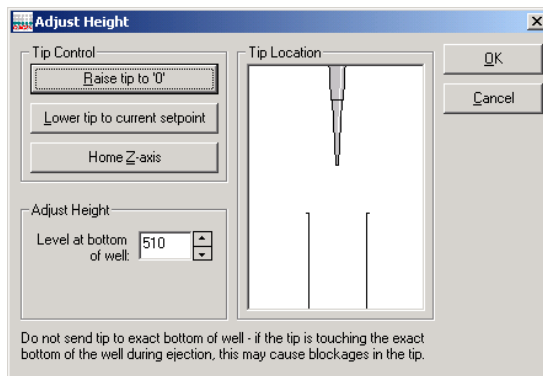 Adjust Height
Tip Control
Raise tip to '0'
Lower tip to current setpoint
Home Z-axis
Tip Location
OK
Cancel
Adjust Height
Level at bottom
of well:
510
Do not send tip to exact bottom of well - if the tip is touching the exact
bottom of the well during ejection, this may cause blockages in the tip.